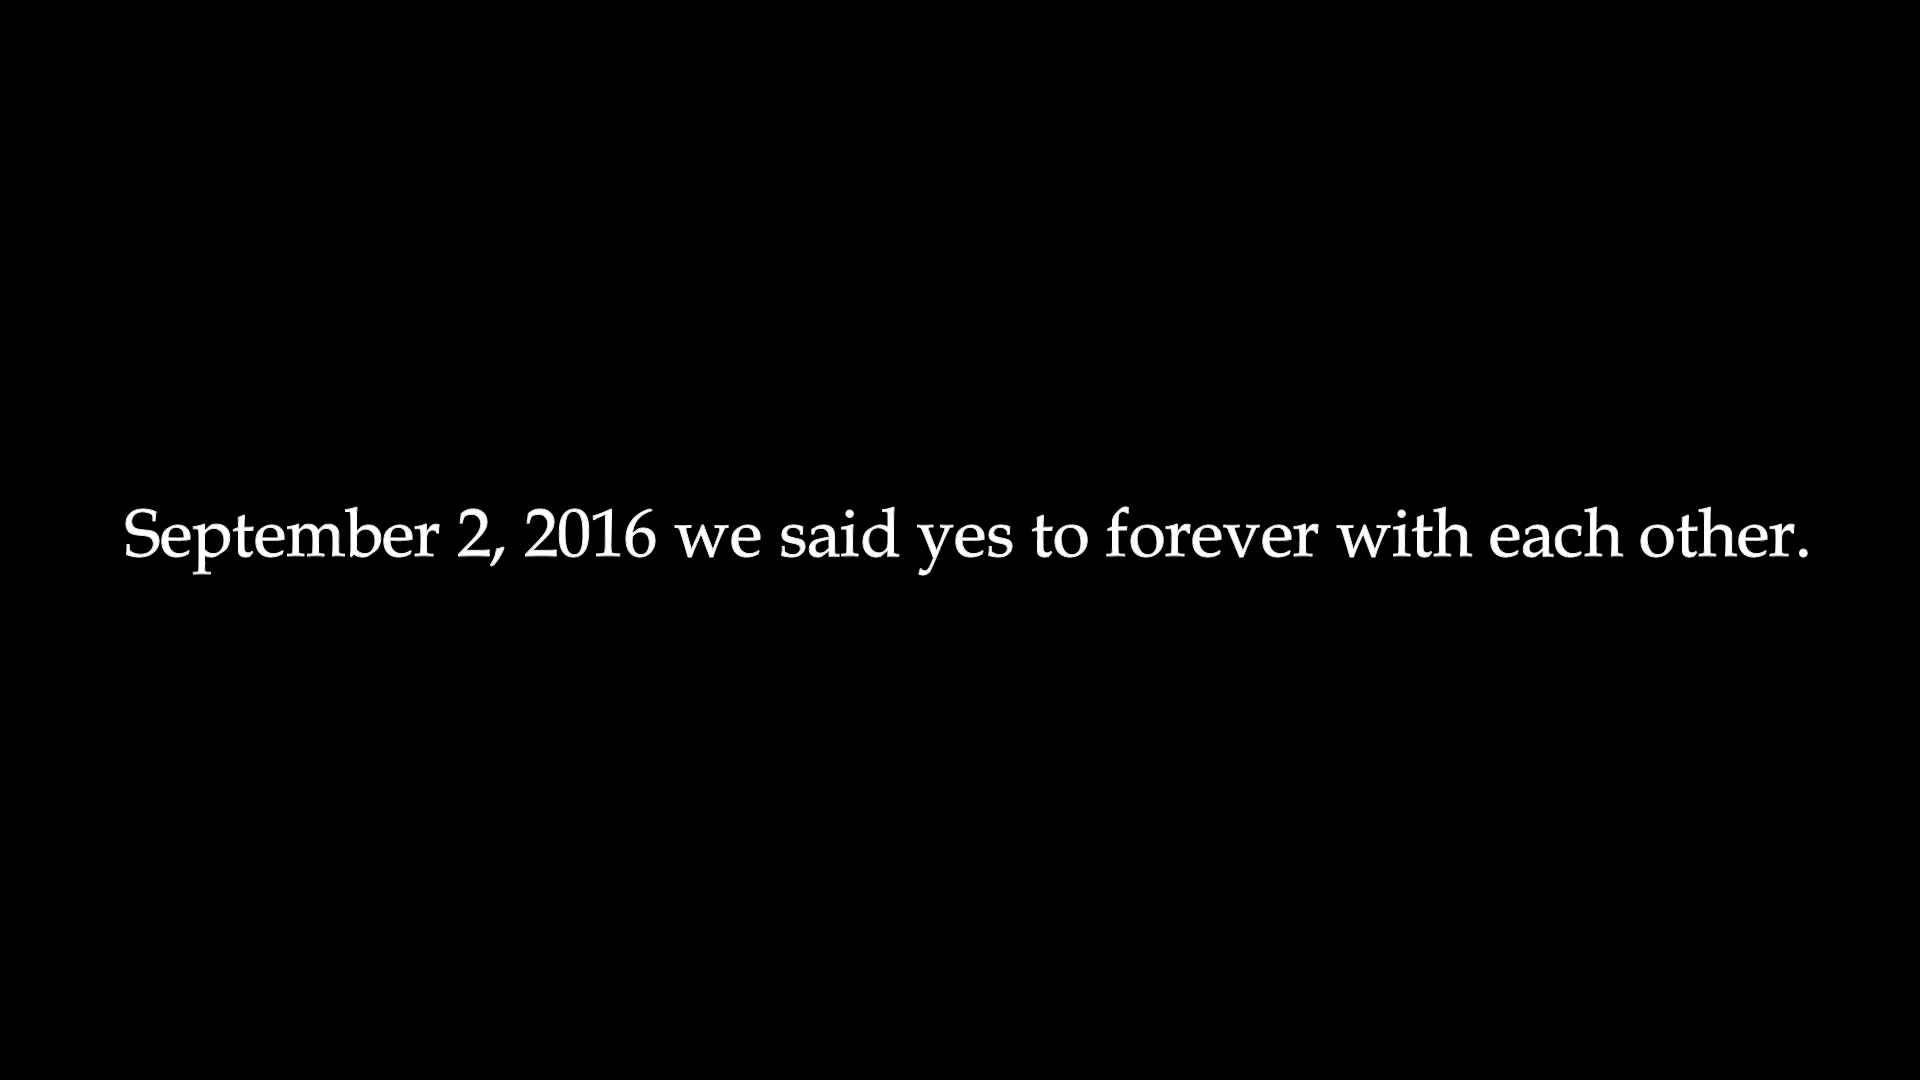 September 2, 2016 we said yes to forever with each other.